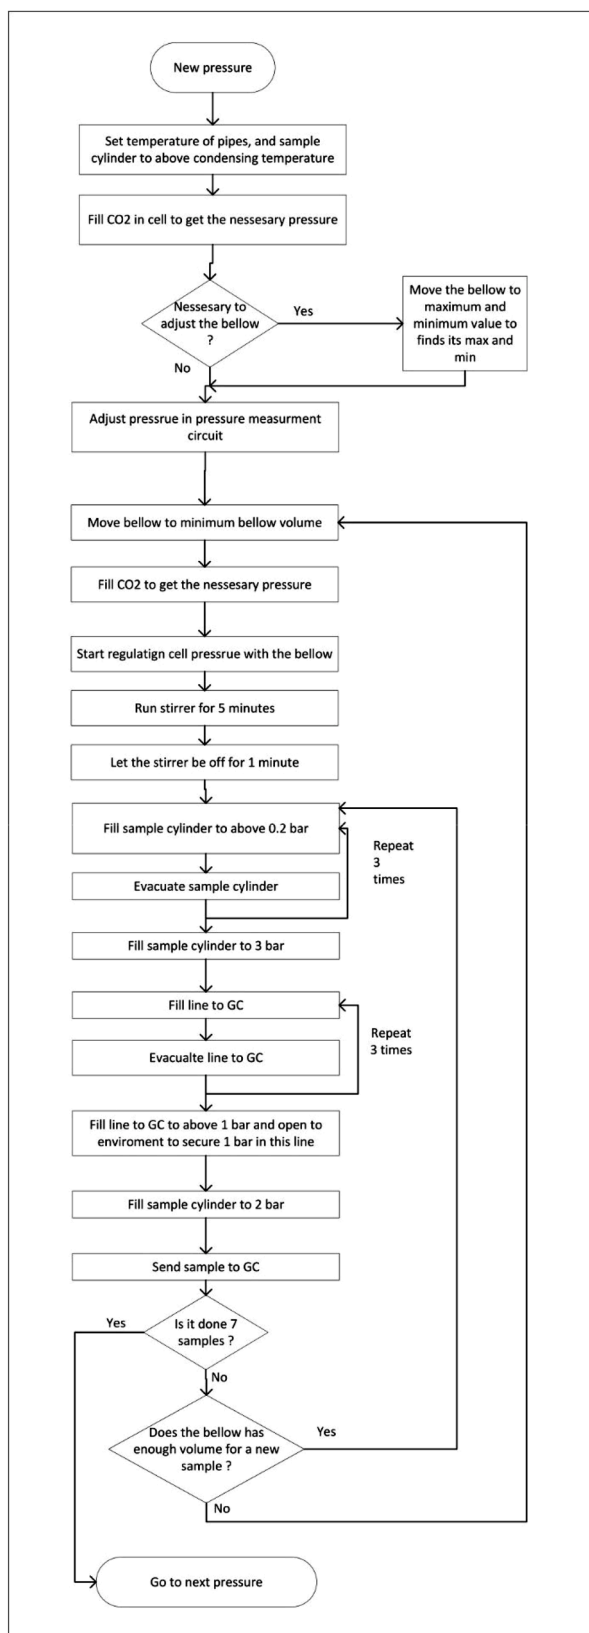 New pressure
Set temperature of pipes, and sample
cylinder to above condensing temperature
Fill CO2 in cell to get the nessesary pressure
Nessesary to
adjust the bellow
?
Yes
Move the bellow to
maximum and
minimum value to
finds its max and
min
No
Adjust pressrue in pressure measurment
circuit
Move bellow to minimum bellow volume
Fill CO2 to get the nessesary pressure
Start regulatign cell pressrue with the bellow
Run stirrer for 5 minutes
Let the stirrer be off for 1 minute
Fill sample cylinder to above 0.2 bar
Repeat
3
times
Evacuate sample cylinder
Fill sample cylinder to 3 bar
Fill line to GC
Repeat
3 times
Evacualte line to GC
Fill line to GC to above 1 bar and open to
enviroment to secure 1 bar in this line
Fill sample cylinder to 2 bar
Send sample to GC
Is it done 7
samples ?
Yes
No
Does the bellow has
enough volume for a new
sample ?
Yes
No
Go to next pressure